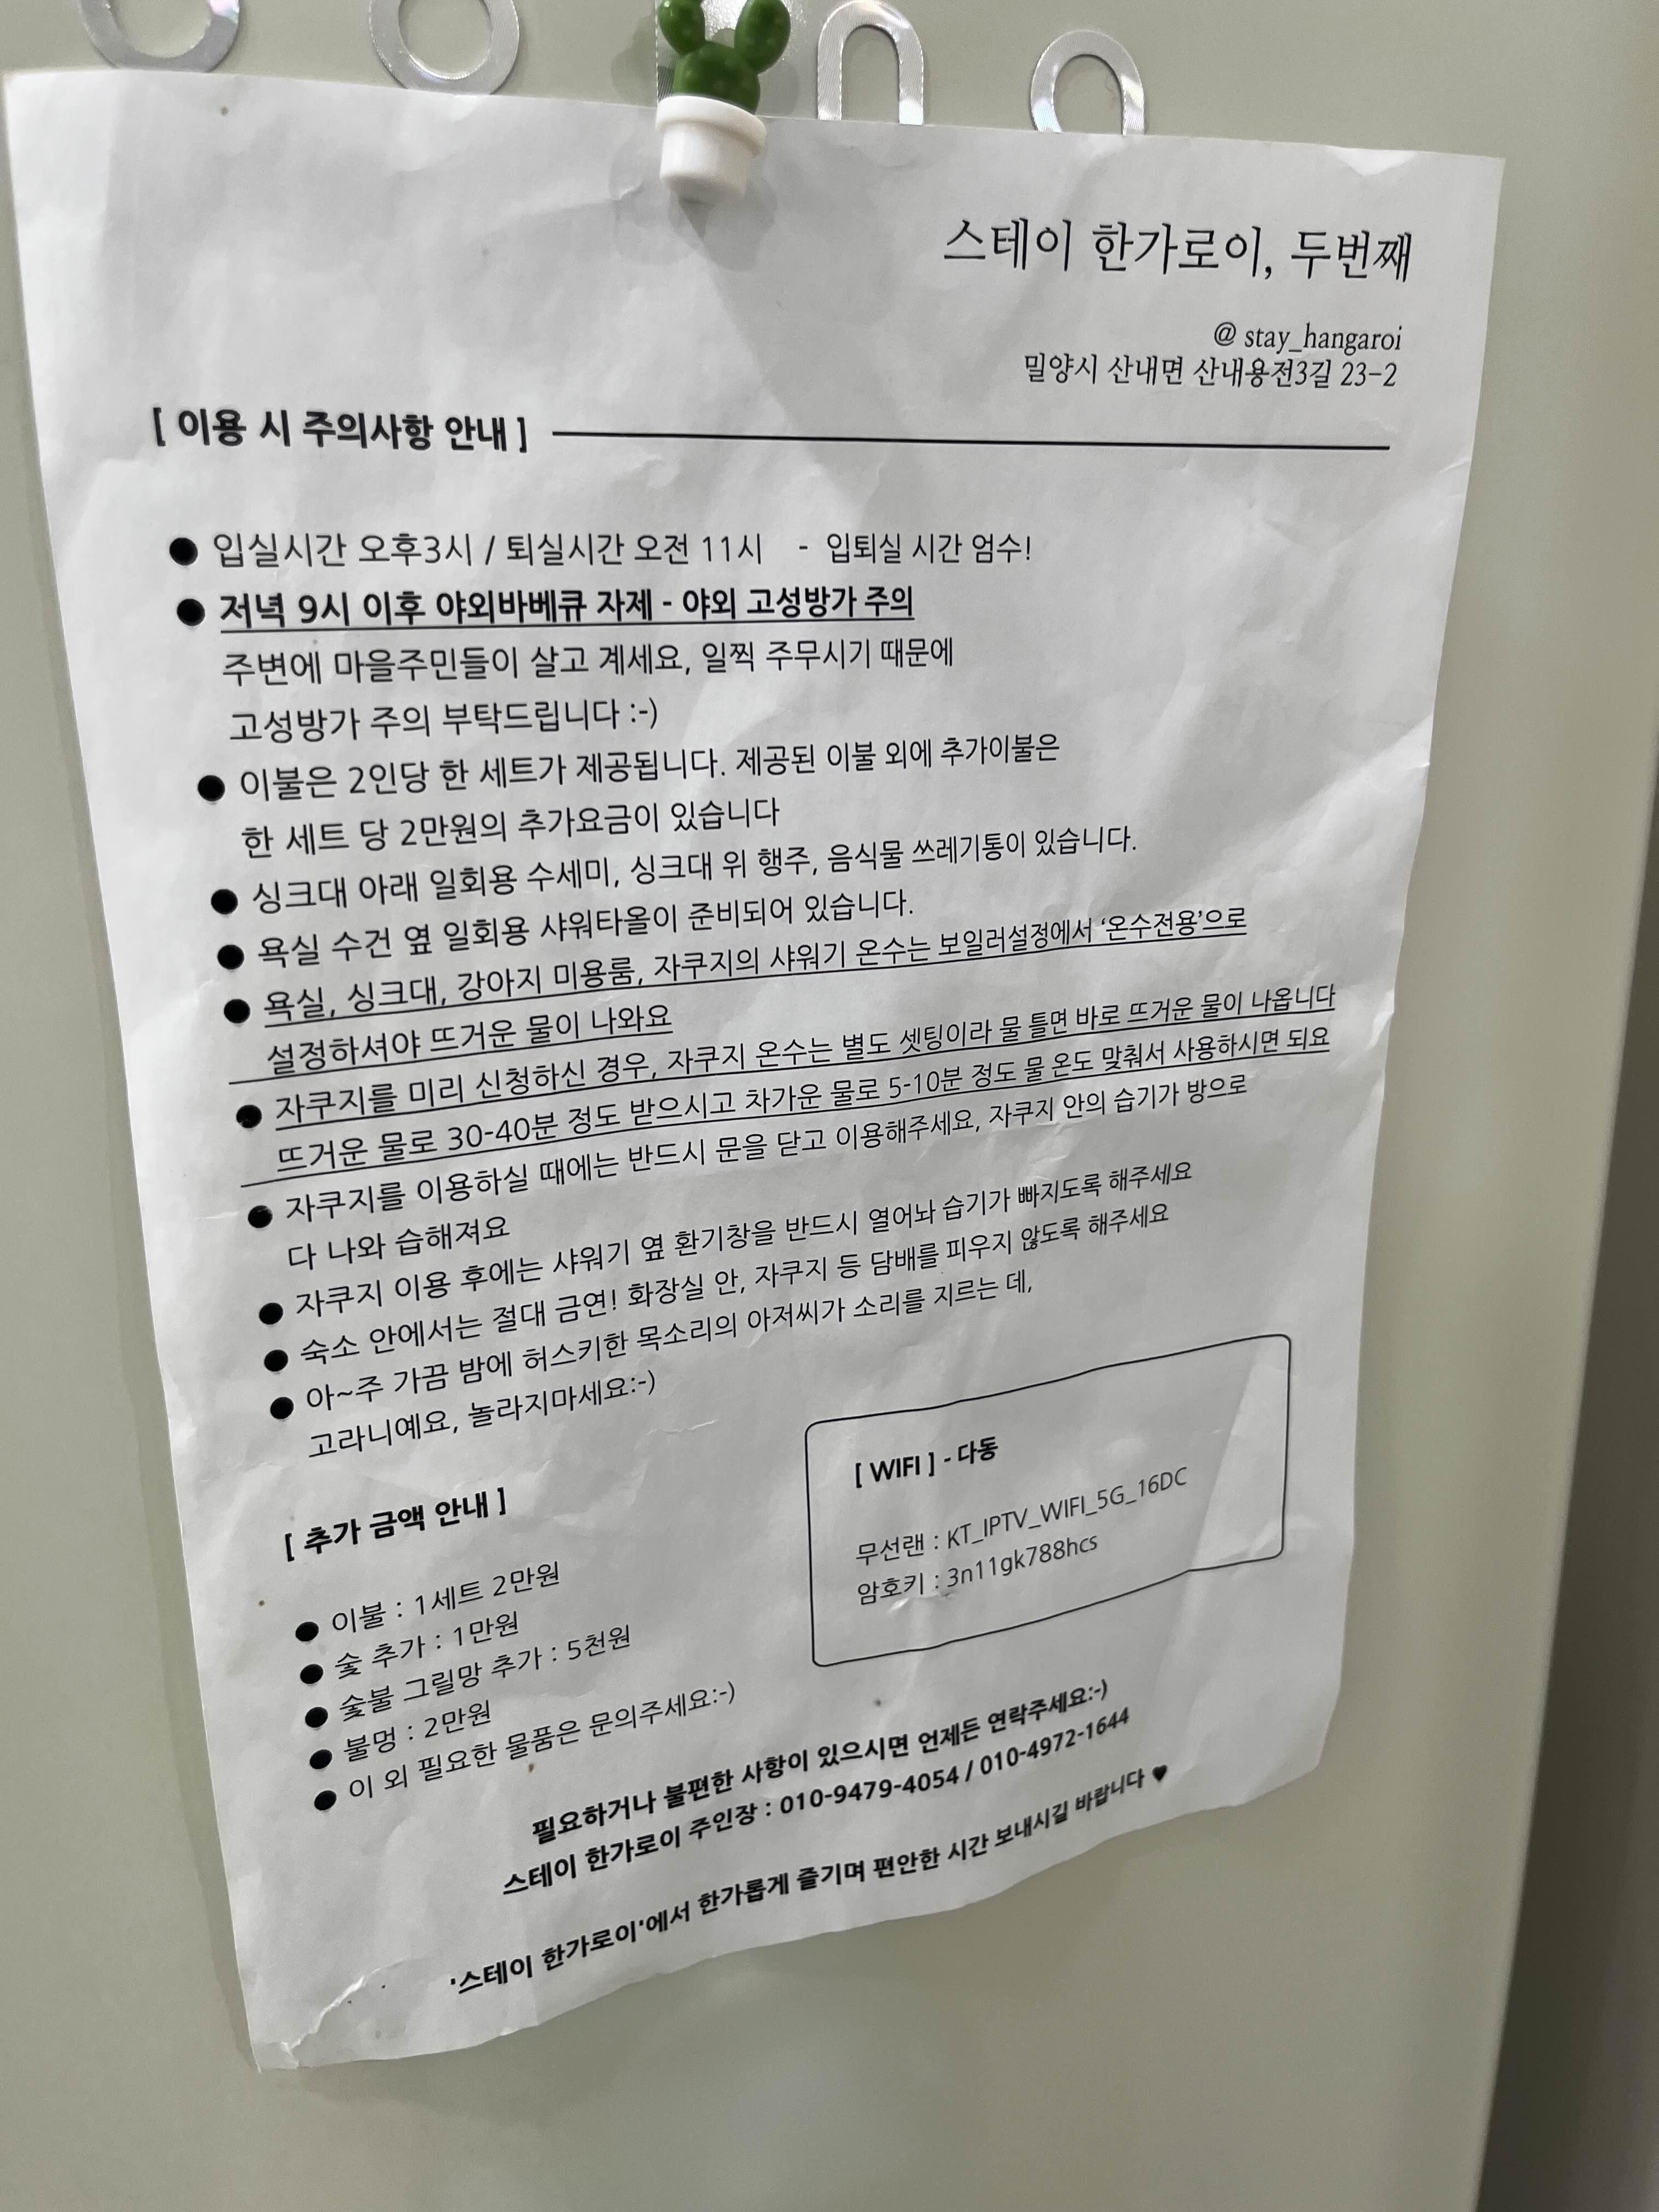 스테이 한가로이, 두번째
@ stay_hangaroi
밀양시 산내면 산내용전3길 23-2
[ 이용 시 주의사항 안내 ]
● 입실시간 오후3시 / 퇴실시간 오전 11시 - 입퇴실 시간 엄수!
● 저녁 9시 이후 야외바베큐 자제 - 야외 고성방가 주의
주변에 마을주민들이 살고 계세요, 일찍 주무시기 때문에
고성방가 주의 부탁드립니다 :-)
● 이불은 2인당 한 세트가 제공됩니다. 제공된 이불 외에 추가이불은
한 세트 당 2만원의 추가요금이 있습니다
● 싱크대 아래 일회용 수세미, 싱크대 위 행주, 음식물 쓰레기통이 있습니다.
● 욕실 수건 옆 일회용 샤워타올이 준비되어 있습니다.
● 욕실, 싱크대, 강아지 미용룸, 자쿠지의 샤워기 온수는 보일러설정에서 '온수전용'으로
설정하셔야 뜨거운 물이 나와요
● 자쿠지를 미리 신청하신 경우, 자쿠지 온수는 별도 셋팅이라 물 틀면 바로 뜨거운 물이 나옵니다
뜨거운 물로 30-40분 정도 받으시고 차가운 물로 5-10분 정도 물 온도 맞춰서 사용하시면 되요
● 자쿠지를 이용하실 때에는 반드시 문을 닫고 이용해주세요, 자쿠지 안의 습기가 방으로
다 나와 습해져요
● 자쿠지 이용 후에는 샤워기 옆 환기창을 반드시 열어놔 습기가 빠지도록 해주세요
● 숙소 안에서는 절대 금연! 화장실 안, 자쿠지 등 담배를 피우지 않도록 해주세요
● 아~주 가끔 밤에 허스키한 목소리의 아저씨가 소리를 지르는 데,
고라니예요, 놀라지마세요:-)
[ WIFI ] - 다동
무선랜 : KT_IPTV_WIFI_5G_16DC
암호키 : 3n11gk788hcs
[ 추가 금액 안내 ]
● 이불 : 1세트 2만원
● 숯 추가 : 1만원
● 숯불 그릴망 추가 : 5천원
● 불멍 : 2만원
● 이 외 필요한 물품은 문의주세요:-)
필요하거나 불편한 사항이 있으시면 언제든 연락주세요:-)
스테이 한가로이 주인장 : 010-9479-4054 / 010-4972-1644
'스테이 한가로이'에서 한가롭게 즐기며 편안한 시간 보내시길 바랍니다 ♥